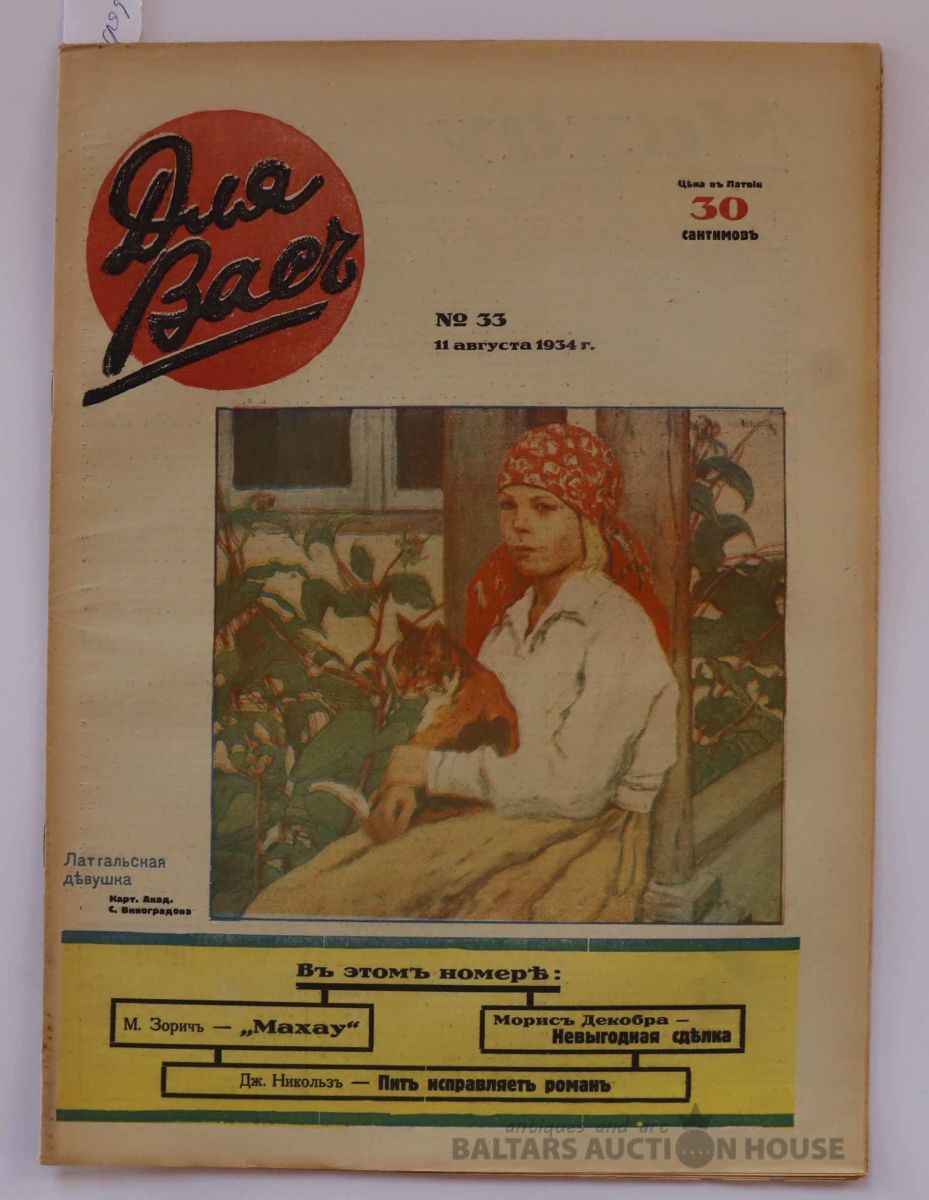 Для
Васъ
Цѣна въ Латвіи
30
сантимовъ
№ 33
11 августа 1934 г.
Латгальская
дѣвушка
Карт. Акад.
С. Виноградова
Въ этомъ номерѣ:
М. Зоричъ — „Махау“
Морисъ Декобра —
Невыгодная сдѣлка
Дж. Никользъ — Питъ исправляетъ романъ
antiques and art
BALTARS AUCTION HOUSE